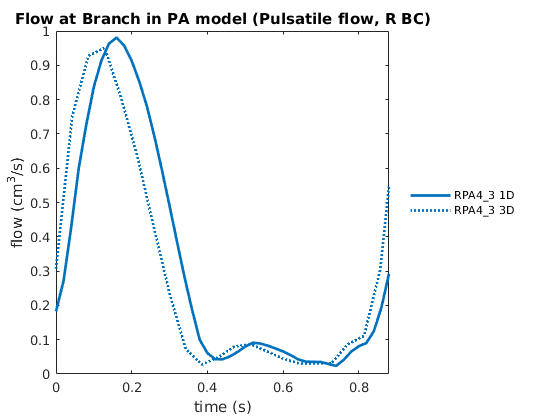 Flow at Branch in PA model (Pulsatile flow, R BC)
1
0.9
0.8
0.7
0.6
0.5
0.4
0.3
0.2
0.1
0
flow (cm³/s)
0 0.2 0.4 0.6 0.8
time (s)
RPA4_3 1D
RPA4_3 3D